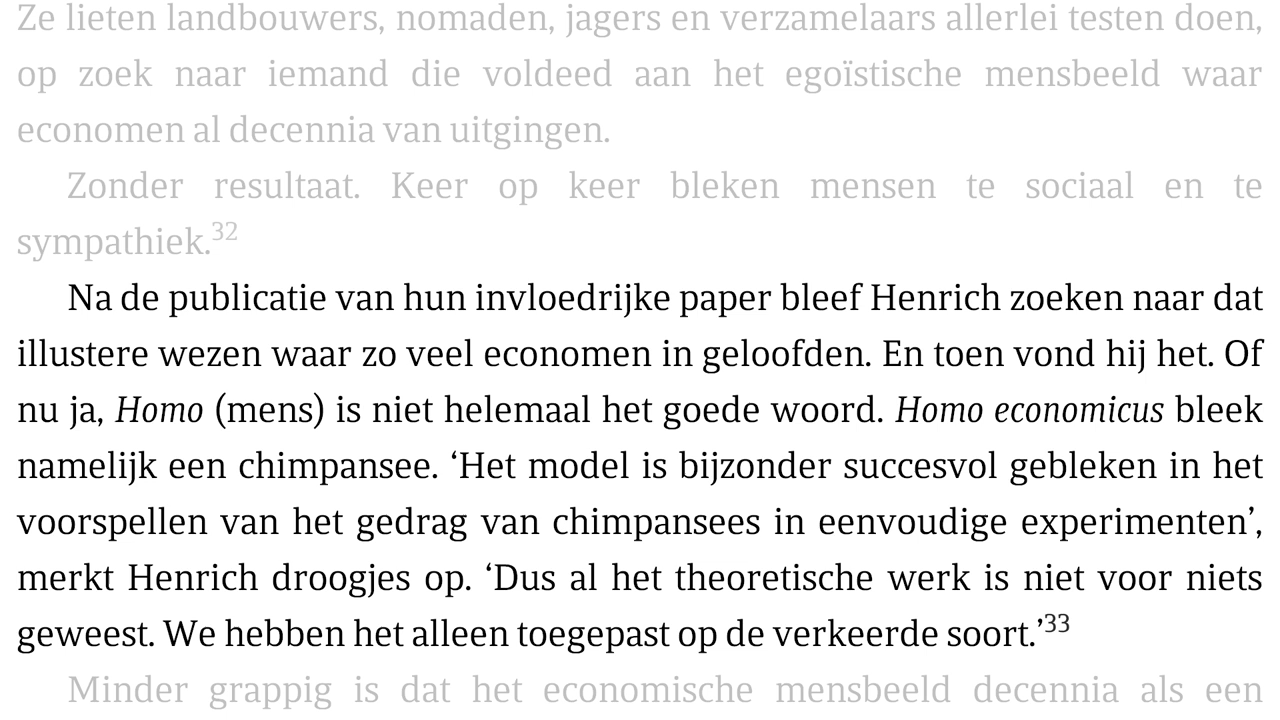 Ze lieten landbouwers, nomaden, jagers en verzamelaars allerlei testen doen,
op zoek naar iemand die voldeed aan het egoïstische mensbeeld waar
economen al decennia van uitgingen.
Zonder resultaat. Keer op keer bleken mensen te sociaal en te
sympathiek.32
Na de publicatie van hun invloedrijke paper bleef Henrich zoeken naar dat
illustere wezen waar zo veel economen in geloofden. En toen vond hij het. Of
nu ja, Homo (mens) is niet helemaal het goede woord. Homo economicus bleek
namelijk een chimpansee. ‘Het model is bijzonder succesvol gebleken in het
voorspellen van het gedrag van chimpansees in eenvoudige experimenten’,
merkt Henrich droogjes op. ‘Dus al het theoretische werk is niet voor niets
geweest. We hebben het alleen toegepast op de verkeerde soort.’33
Minder grappig is dat het economische mensbeeld decennia als een